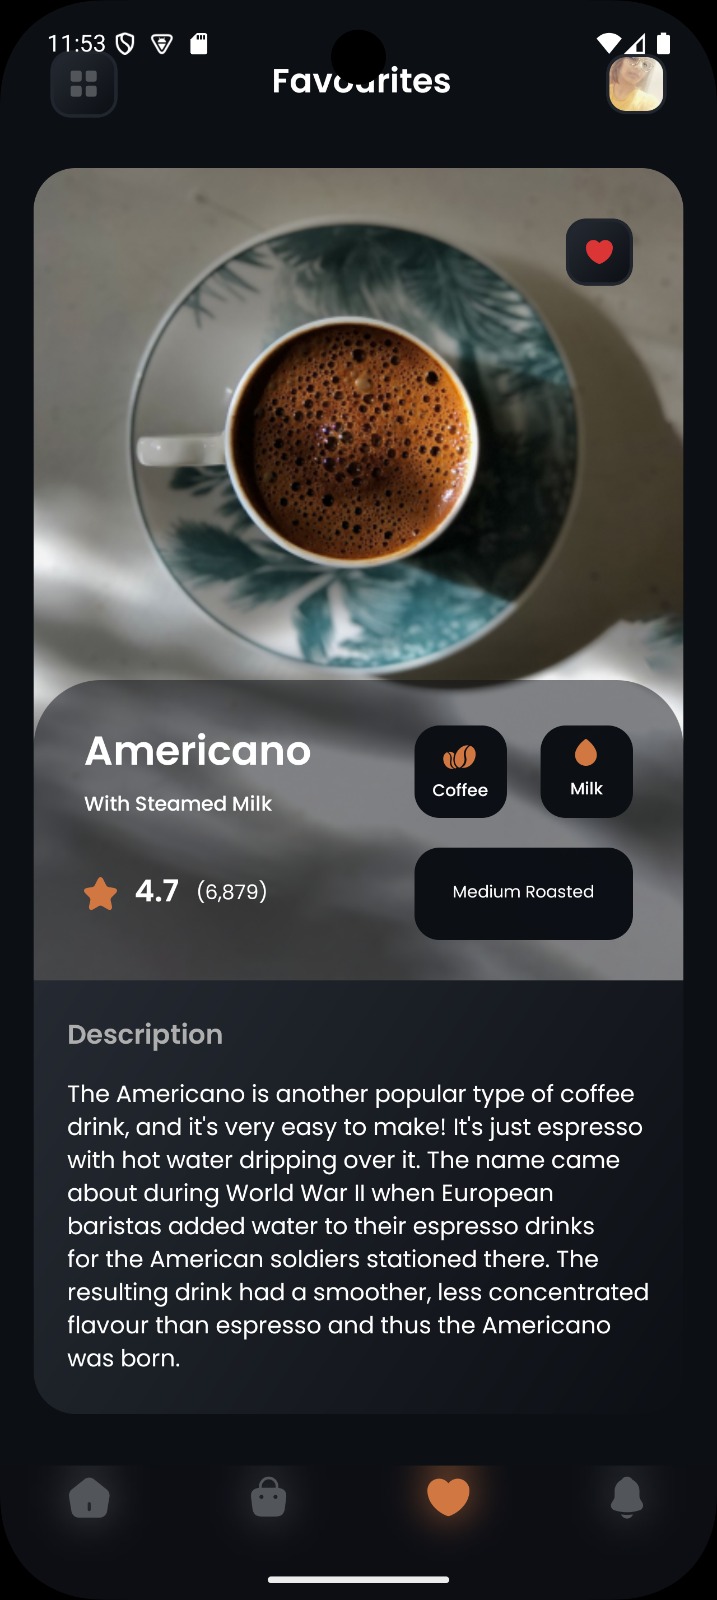 11:53
Favourites
Americano
With Steamed Milk
Coffee
Milk
4.7 (6,879)
Medium Roasted
Description
The Americano is another popular type of coffee
drink, and it's very easy to make! It's just espresso
with hot water dripping over it. The name came
about during World War II when European
baristas added water to their espresso drinks
for the American soldiers stationed there. The
resulting drink had a smoother, less concentrated
flavour than espresso and thus the Americano
was born.